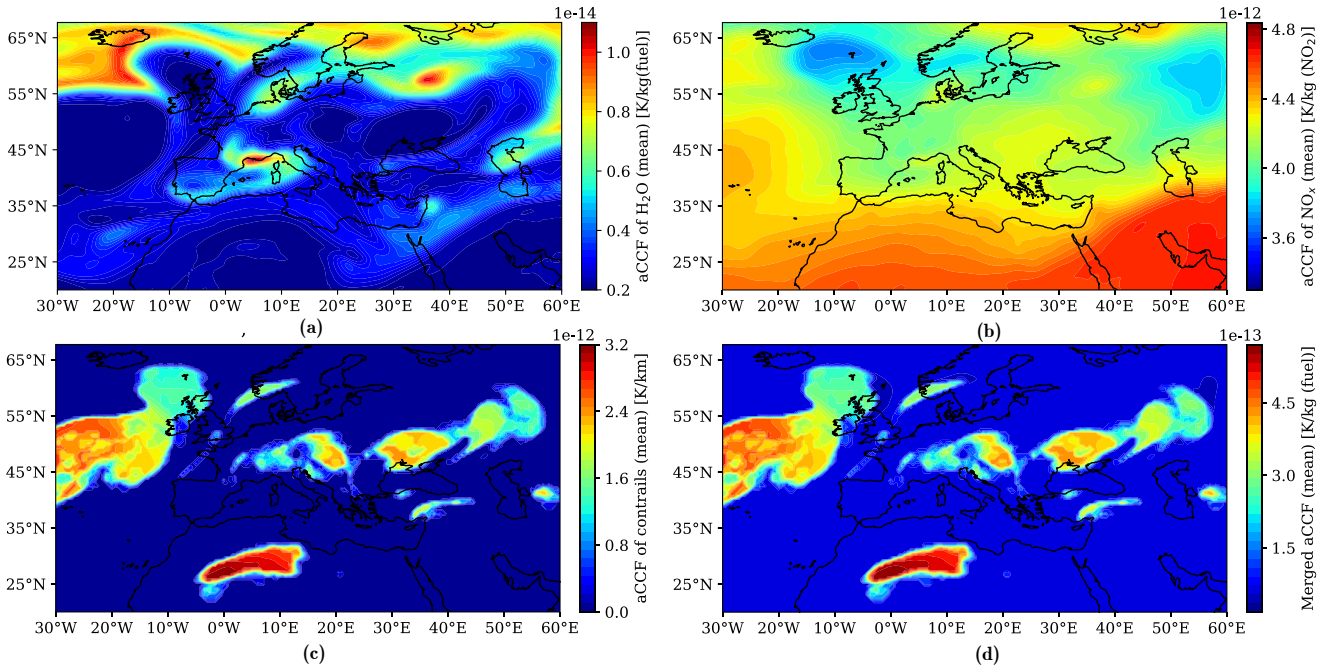 1e-14
65°N
55°N
45°N
35°N
25°N
30°W 20°W 10°W 0°W 10°E 20°E 30°E 40°E 50°E 60°E
1.0
0.8
0.6
0.4
0.2
aCCF of H₂O (mean) [K/kg(fuel)]
(a)
1e-12
65°N
55°N
45°N
35°N
25°N
30°W 20°W 10°W 0°W 10°E 20°E 30°E 40°E 50°E 60°E
4.8
4.4
4.0
3.6
aCCF of NOₓ (mean) [K/kg (NO₂)]
(b)
,
1e-12
65°N
55°N
45°N
35°N
25°N
30°W 20°W 10°W 0°W 10°E 20°E 30°E 40°E 50°E 60°E
3.2
2.4
1.6
0.8
0.0
aCCF of contrails (mean) [K/km]
(c)
1e-13
65°N
55°N
45°N
35°N
25°N
30°W 20°W 10°W 0°W 10°E 20°E 30°E 40°E 50°E 60°E
4.5
3.0
1.5
Merged aCCF (mean) [K/kg (fuel)]
(d)